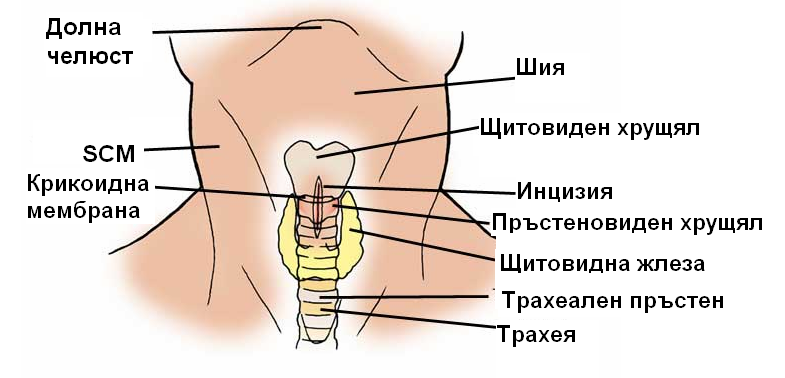 Долна
челюст
Шия
Щитовиден хрущял
SCM
Крикоидна
мембрана
Инцизия
Пръстеновиден хрущял
Щитовидна жлеза
Трахеален пръстен
Трахея